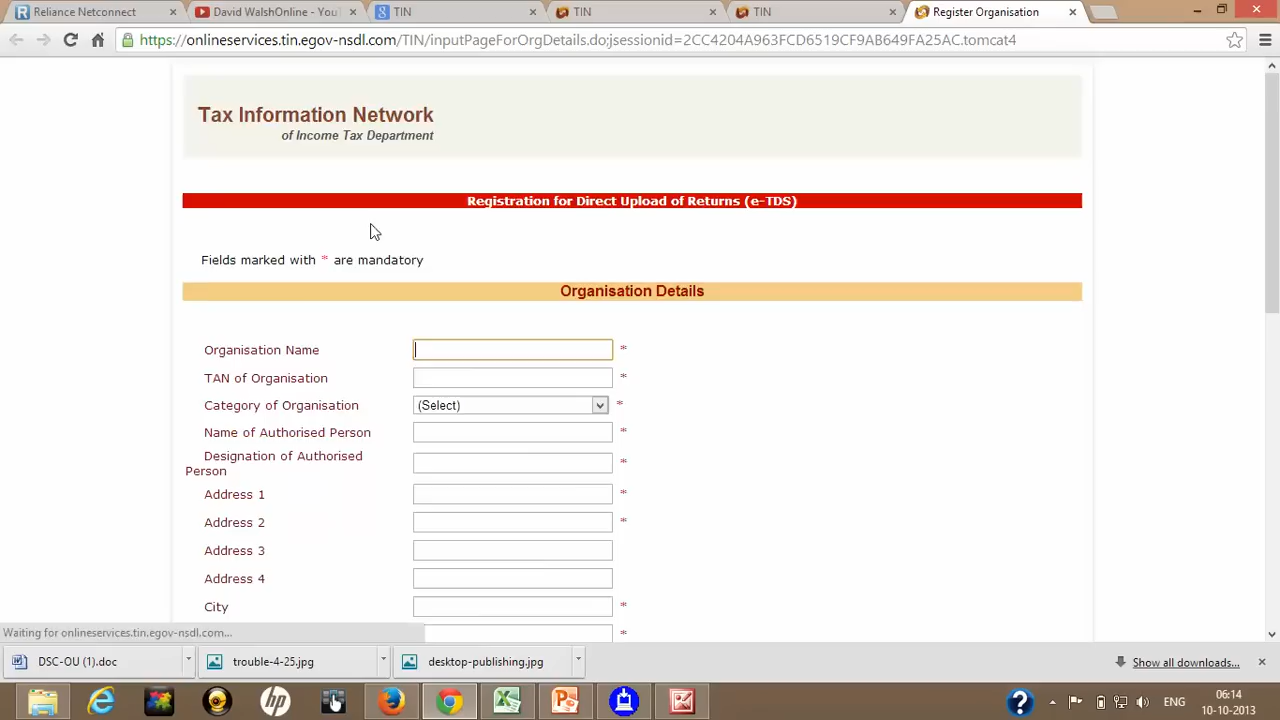 Reliance Netconnect
David WalshOnline - You
TIN
TIN
TIN
Register Organisation
https://onlineservices.tin.egov-nsdl.com/TIN/inputPageForOrgDetails.do;jsessionid=2CC4204A963FCD6519CF9AB649FA25AC.tomcat4
Tax Information Network
of Income Tax Department
Registration for Direct Upload of Returns (e-TDS)
Fields marked with * are mandatory
Organisation Details
Organisation Name *
TAN of Organisation *
Category of Organisation (Select) *
Name of Authorised Person *
Designation of Authorised
Person *
Address 1 *
Address 2 *
Address 3
Address 4
City *
*
Waiting for onlineservices.tin.egov-nsdl.com...
DSC-OU (1).doc
trouble-4-25.jpg
desktop-publishing.jpg
Show all downloads...
ENG
06:14
10-10-2013